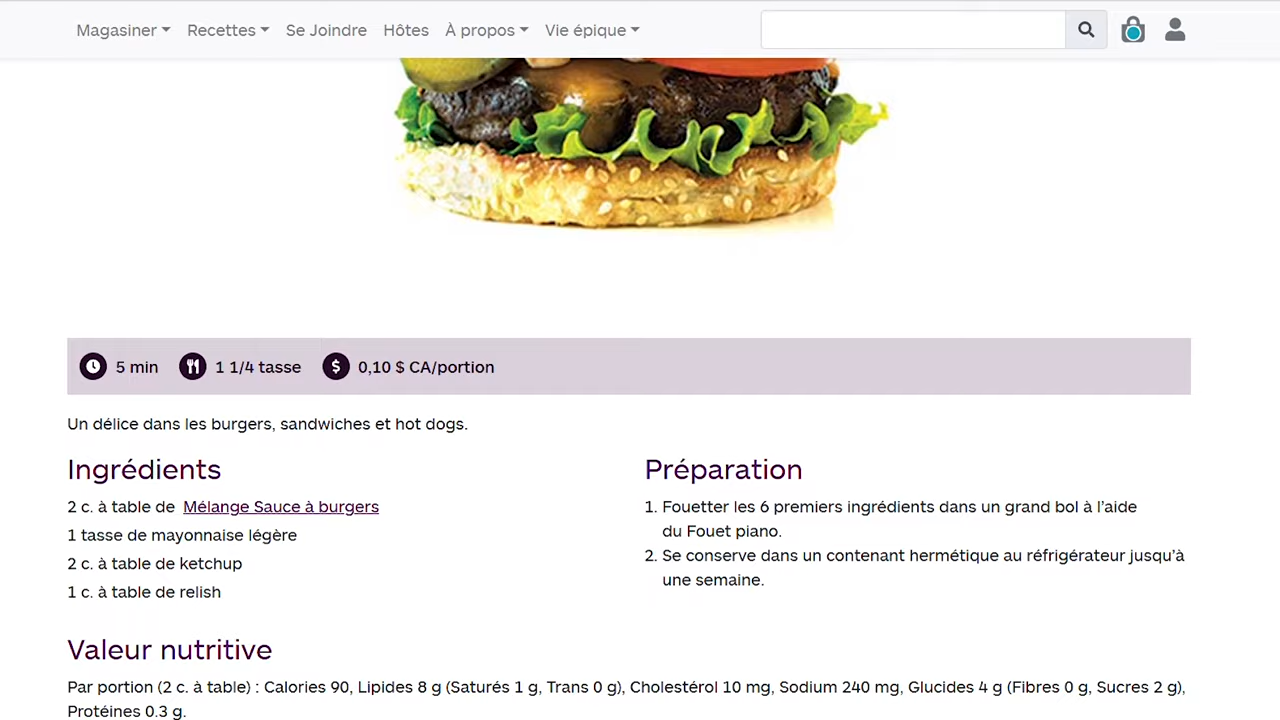 Magasiner Recettes Se Joindre Hôtes À propos Vie épique
5 min 1 1/4 tasse 0,10 $ CA/portion
Un délice dans les burgers, sandwiches et hot dogs.
Ingrédients
2 c. à table de Mélange Sauce à burgers
1 tasse de mayonnaise légère
2 c. à table de ketchup
1 c. à table de relish
Préparation
1. Fouetter les 6 premiers ingrédients dans un grand bol à l’aide
du Fouet piano.
2. Se conserve dans un contenant hermétique au réfrigérateur jusqu’à
une semaine.
Valeur nutritive
Par portion (2 c. à table) : Calories 90, Lipides 8 g (Saturés 1 g, Trans 0 g), Cholestérol 10 mg, Sodium 240 mg, Glucides 4 g (Fibres 0 g, Sucres 2 g),
Protéines 0.3 g.